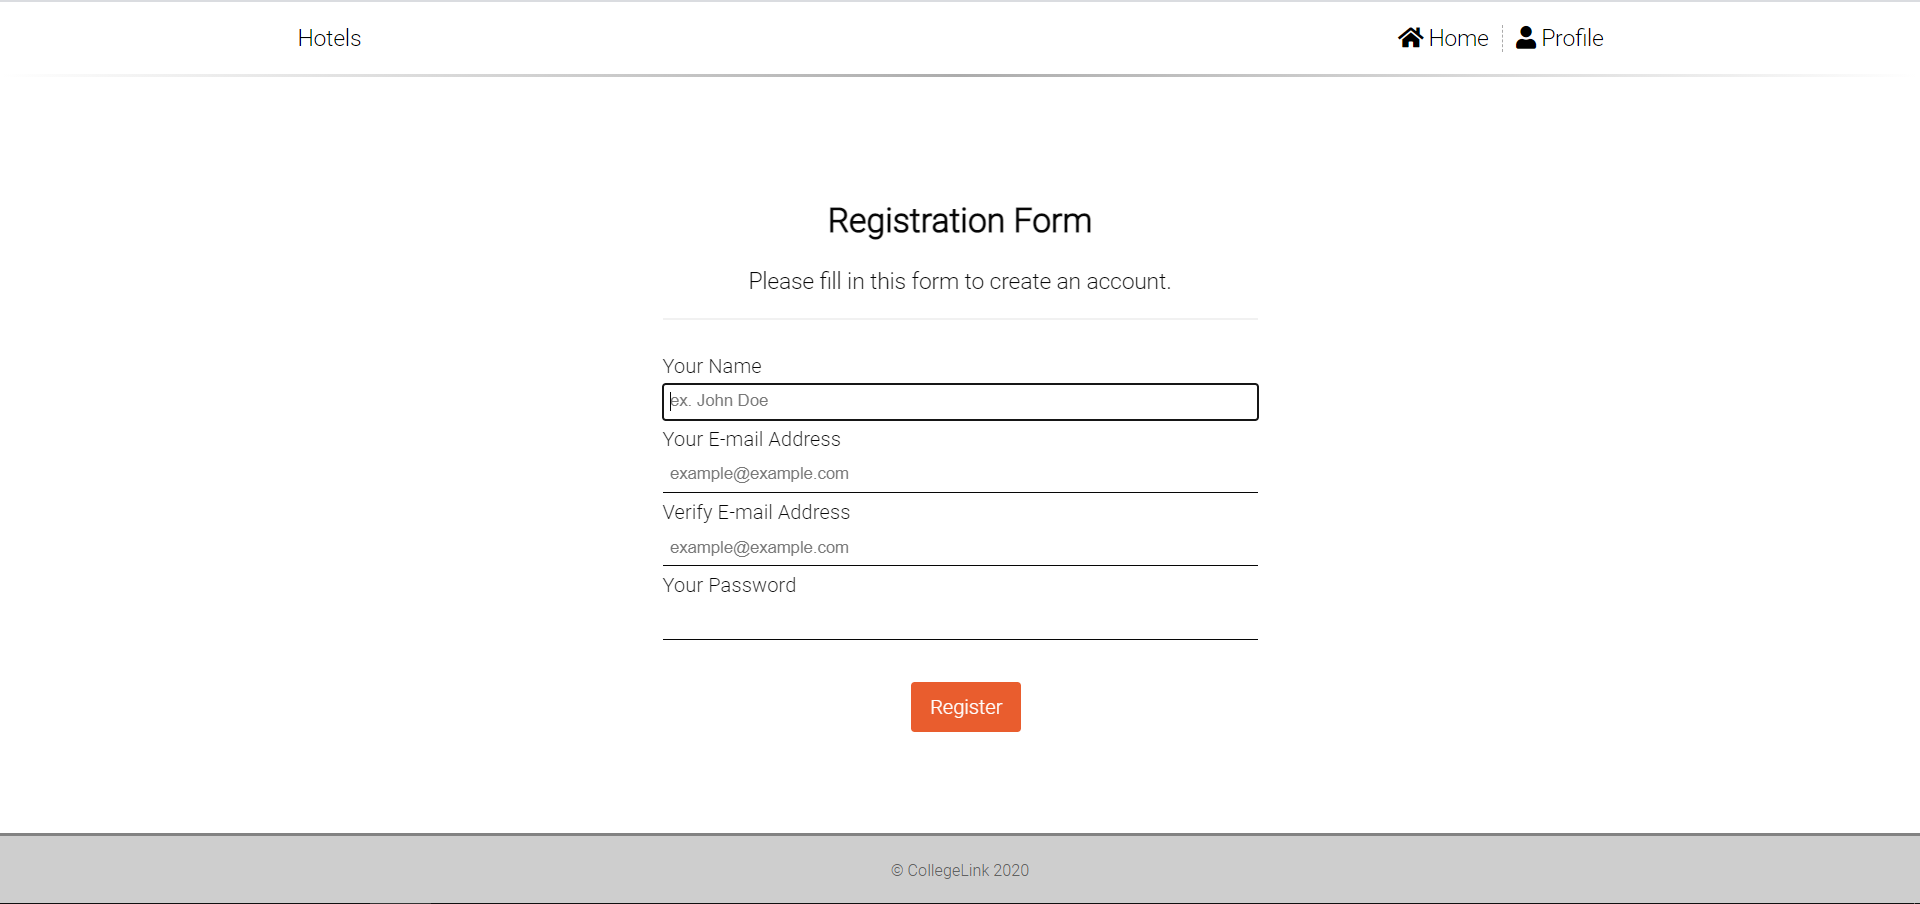 Hotels
Home
Profile
Registration Form
Please fill in this form to create an account.
Your Name
ex. John Doe
Your E-mail Address
example@example.com
Verify E-mail Address
example@example.com
Your Password
Register
© CollegeLink 2020